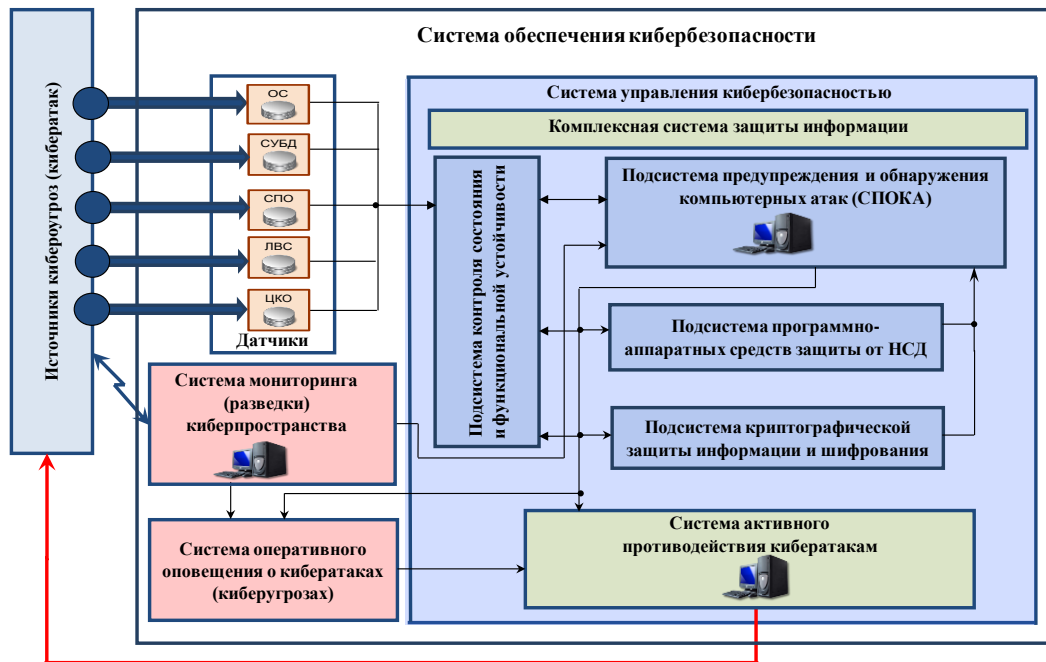 Система обеспечения кибербезопасности
Источники кибероугроз (кибератак)
ОС
СУБД
СПО
ЛВС
ЦКО
Датчики
Система управления кибербезопасностью
Комплексная система защиты информации
Подсистема контроля состояния
и функциональной устойчивости
Подсистема предупреждения и обнаружения
компьютерных атак (СПОКА)
Подсистема программно-
аппаратных средств защиты от НСД
Подсистема криптографической
защиты информации и шифрования
Система мониторинга
(разведки)
киберпространства
Система оперативного
оповещения о кибератаках
(киберугрозах)
Система активного
противодействия кибератакам